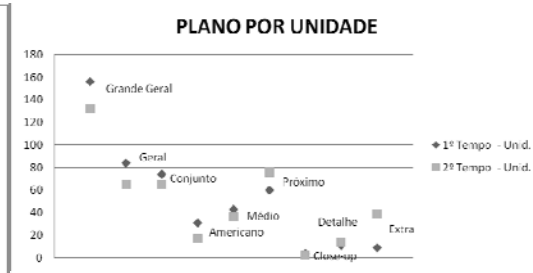 PLANO POR UNIDADE
180
160
140
120
100
80
60
40
20
0
Grande Geral
Geral
Conjunto
Americano
Médio
Próximo
Close-up
Detalhe
Extra
1º Tempo - Unid.
2º Tempo - Unid.